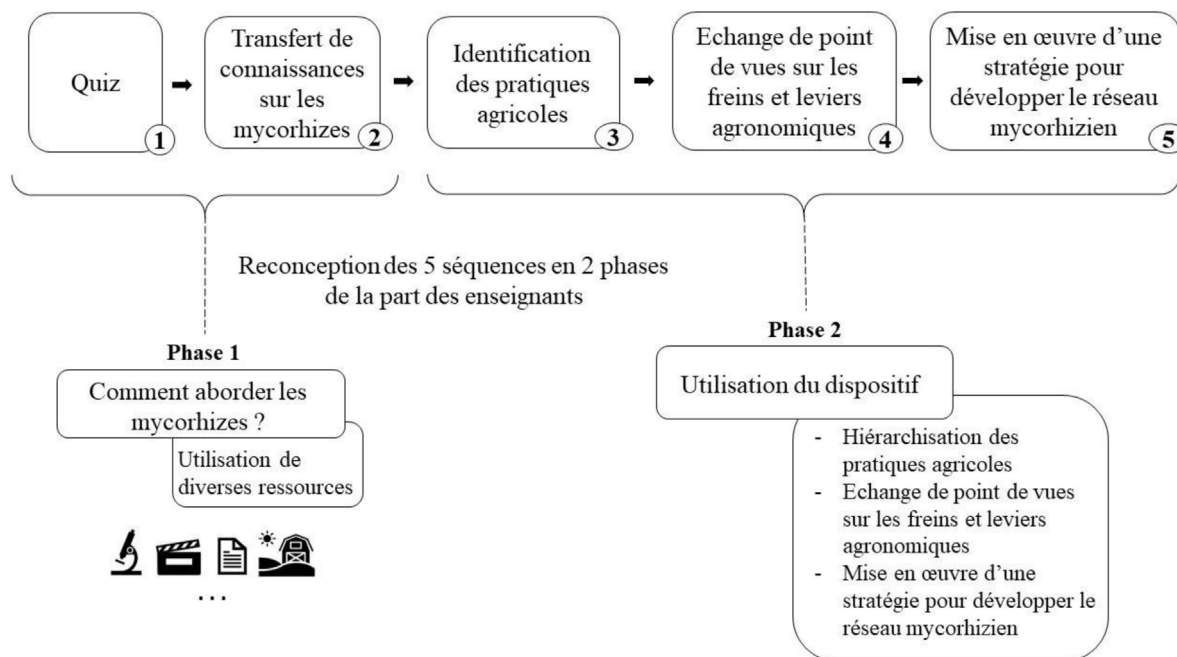 Quiz
1
Transfert de
connaissances
sur les
mycorhizes
2
Identification
des pratiques
agricoles
3
Echange de point
de vues sur les
freins et leviers
agronomiques
4
Mise en œuvre d’une
stratégie pour
développer le réseau
mycorhizien
5
Reconception des 5 séquences en 2 phases
de la part des enseignants
Phase 1
Comment aborder les
mycorhizes ?
Utilisation de
diverses ressources
...
Phase 2
Utilisation du dispositif
- Hiérarchisation des
pratiques agricoles
- Echange de point de vues
sur les freins et leviers
agronomiques
- Mise en œuvre d’une
stratégie pour développer le
réseau mycorhizien